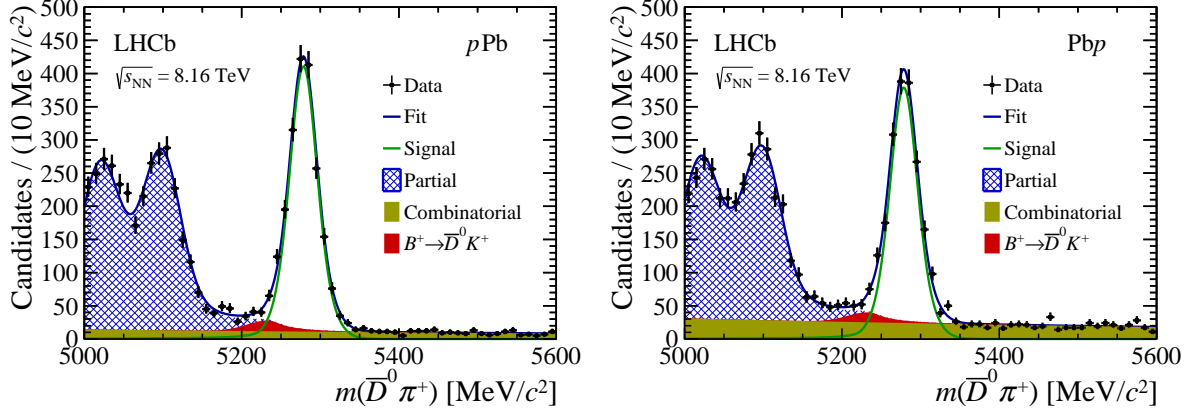 Candidates / (10 MeV/c²)
500
450
400
350
300
250
200
150
100
50
0
LHCb
√s_NN = 8.16 TeV
pPb
Data
Fit
Signal
Partial
Combinatorial
B⁺→D̅⁰K⁺
5000 5200 5400 5600
m(D̅⁰π⁺) [MeV/c²]
Candidates / (10 MeV/c²)
500
450
400
350
300
250
200
150
100
50
0
LHCb
√s_NN = 8.16 TeV
Pbp
Data
Fit
Signal
Partial
Combinatorial
B⁺→D̅⁰K⁺
5000 5200 5400 5600
m(D̅⁰π⁺) [MeV/c²]